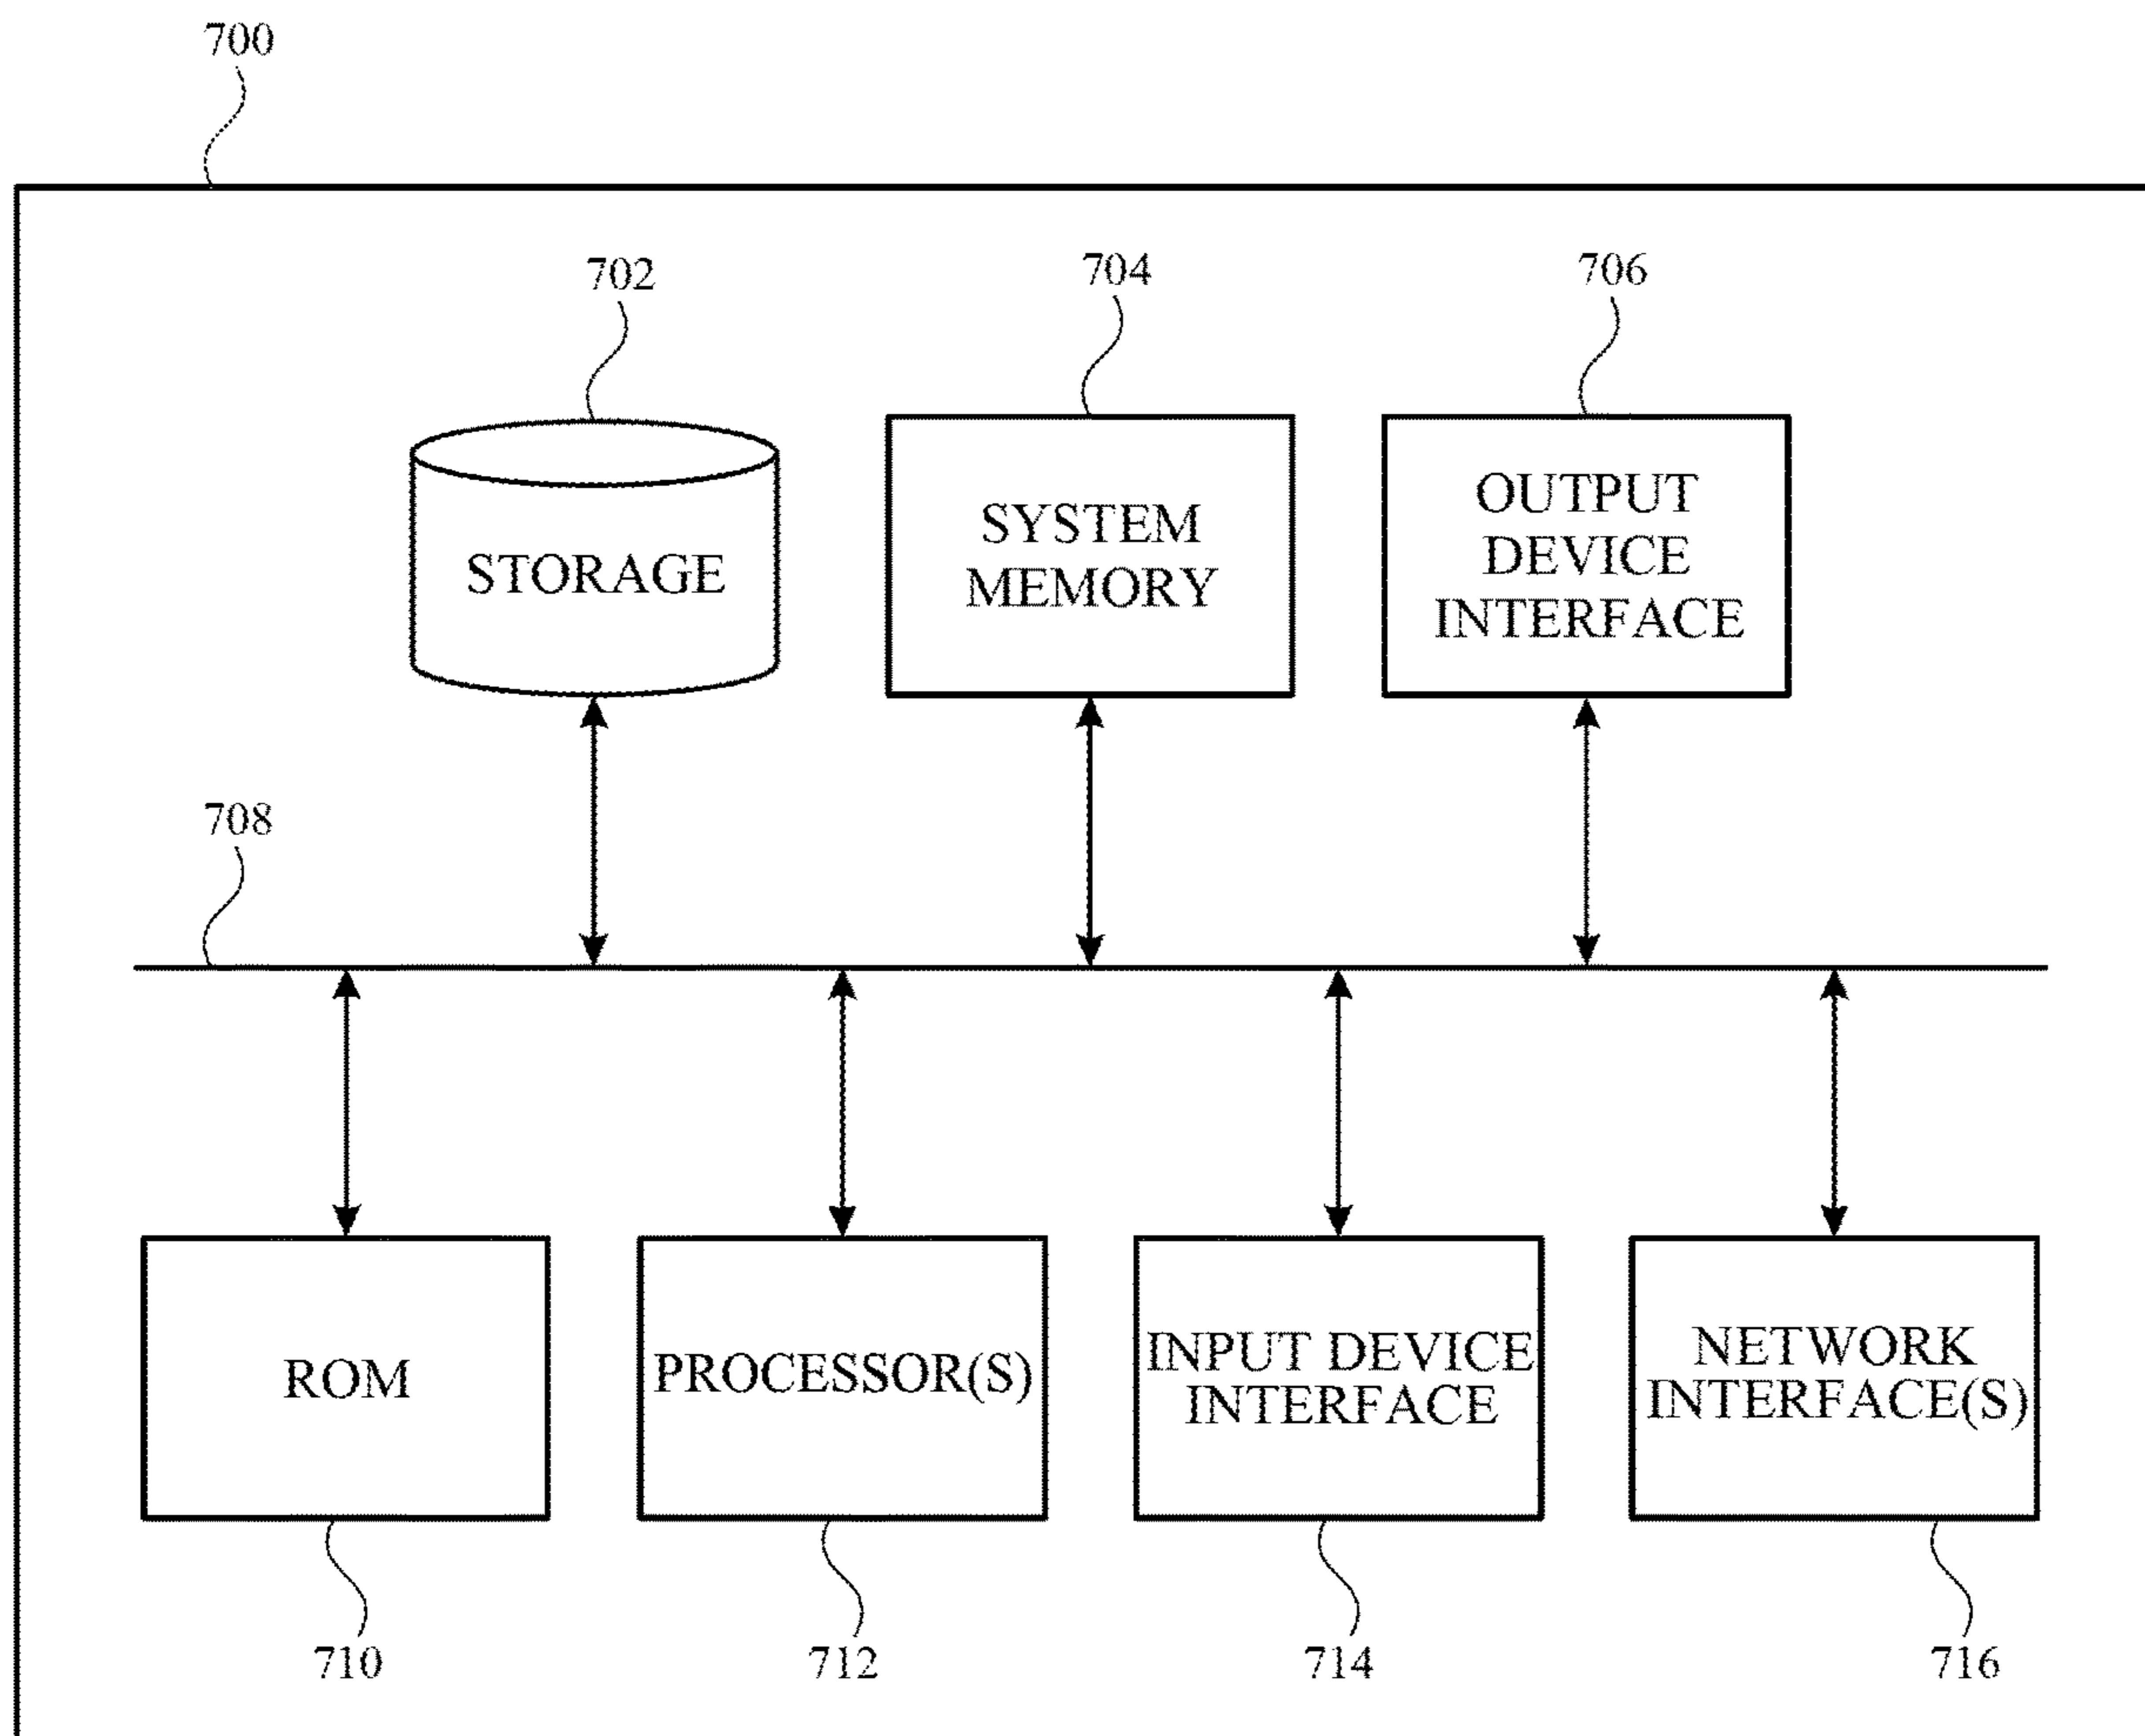 700
702
704
706
STORAGE
SYSTEM
MEMORY
OUTPUT
DEVICE
INTERFACE
708
ROM
PROCESSOR(S)
INPUT DEVICE
INTERFACE
NETWORK
INTERFACE(S)
710
712
714
716